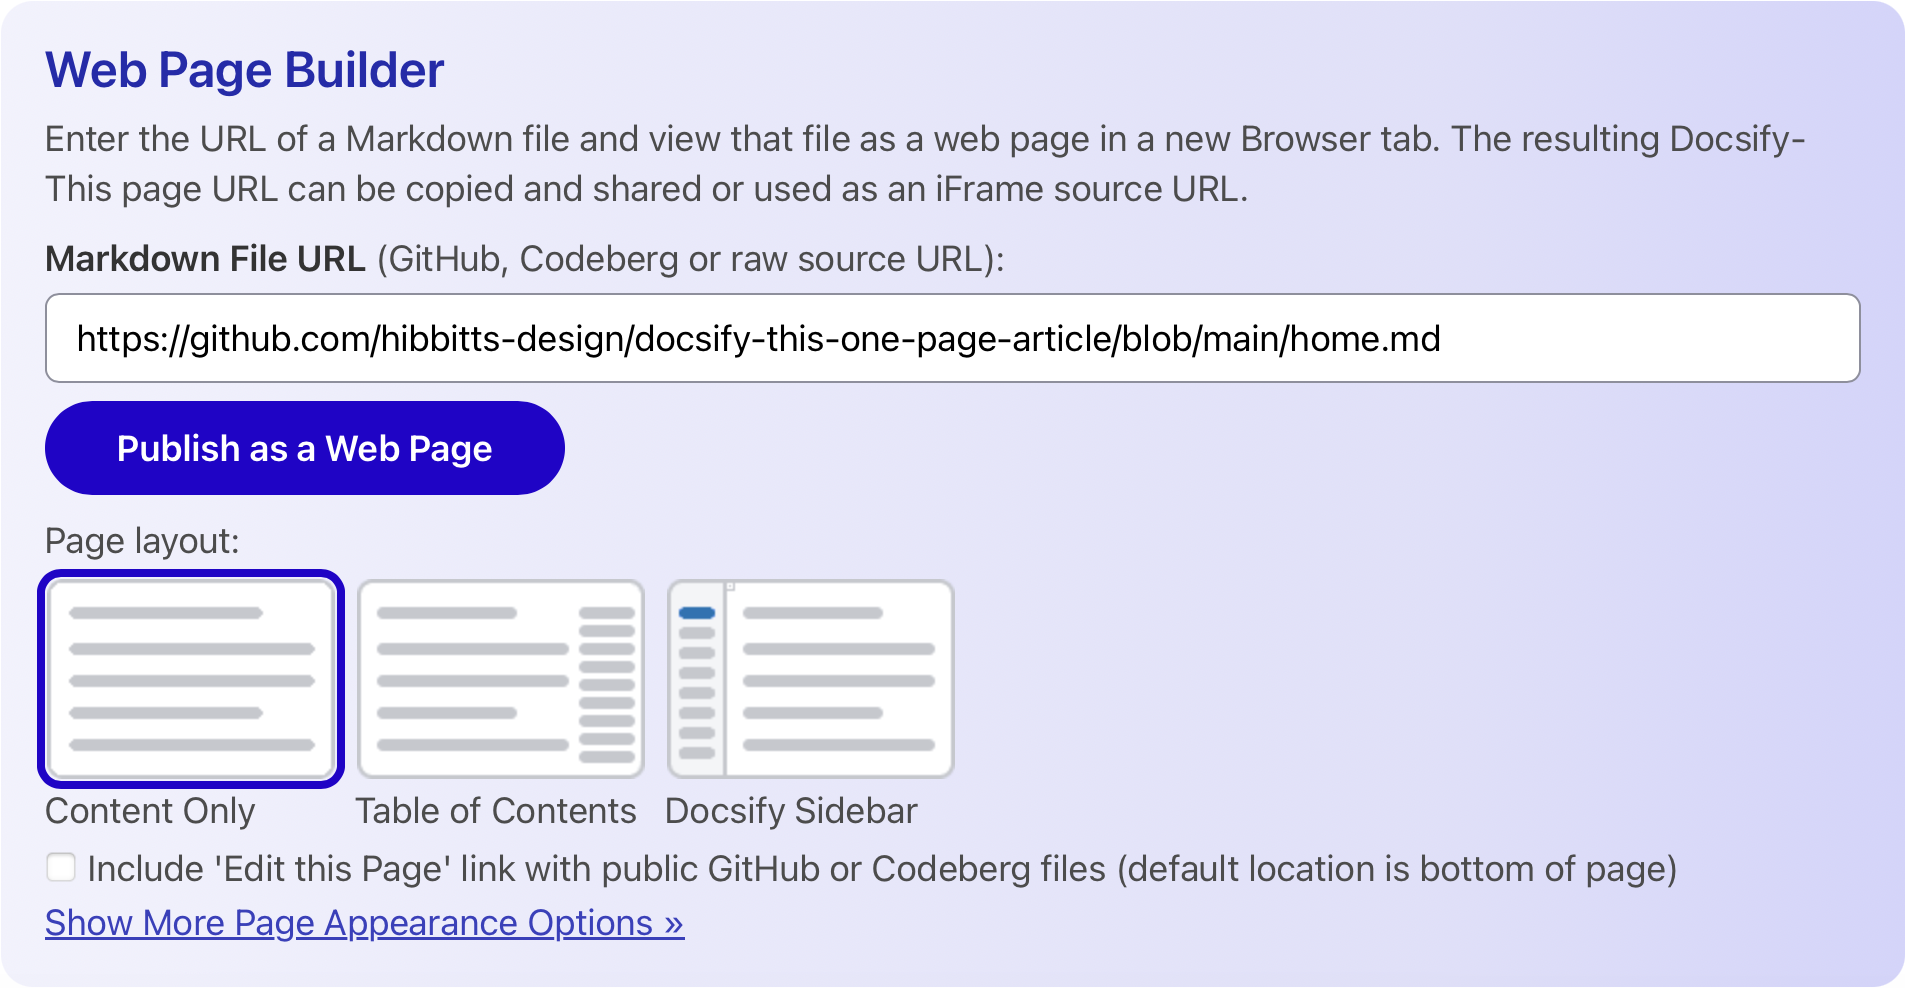 Web Page Builder
Enter the URL of a Markdown file and view that file as a web page in a new Browser tab. The resulting Docsify-
This page URL can be copied and shared or used as an iFrame source URL.
Markdown File URL (GitHub, Codeberg or raw source URL):
https://github.com/hibbitts-design/docsify-this-one-page-article/blob/main/home.md
Publish as a Web Page
Page layout:
Content Only
Table of Contents
Docsify Sidebar
Include 'Edit this Page' link with public GitHub or Codeberg files (default location is bottom of page)
Show More Page Appearance Options »